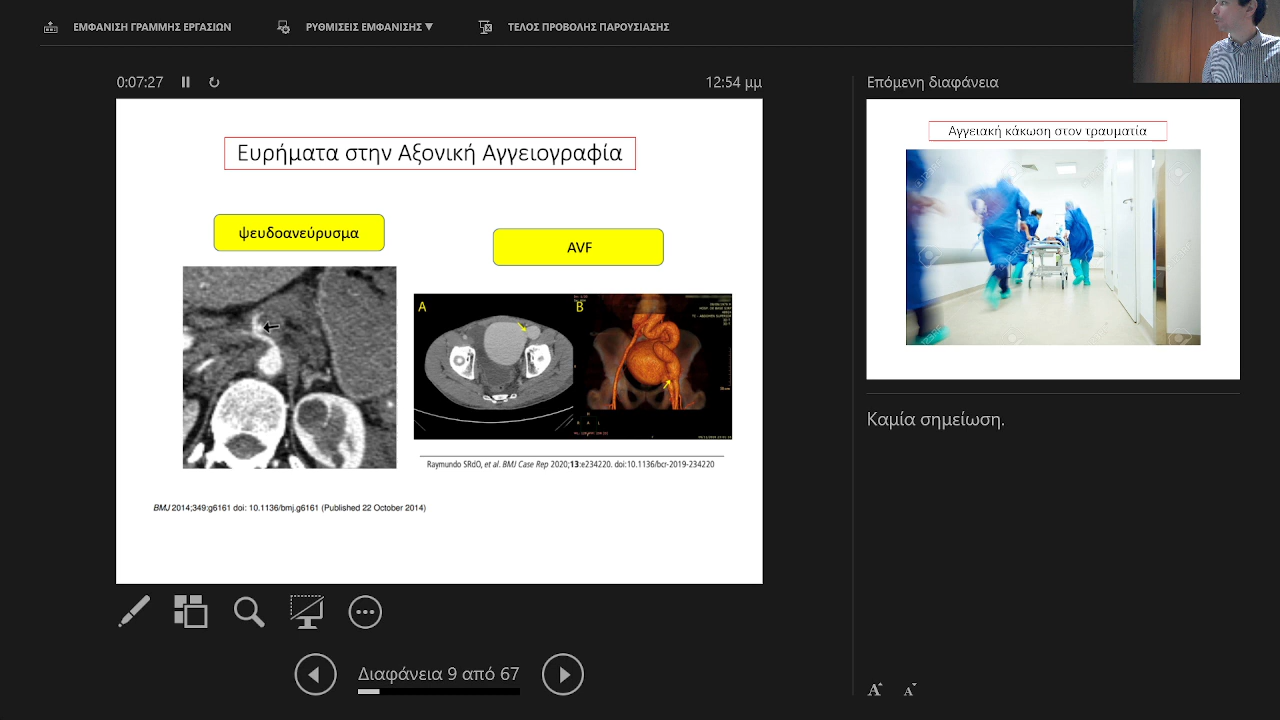 ΕΜΦΑΝΙΣΗ ΓΡΑΜΜΗΣ ΕΡΓΑΣΙΩΝ
ΡΥΘΜΙΣΕΙΣ ΕΜΦΑΝΙΣΗΣ ▼
ΤΕΛΟΣ ΠΡΟΒΟΛΗΣ ΠΑΡΟΥΣΙΑΣΗΣ
0:07:27
12:54 μμ
Ευρήματα στην Αξονική Αγγειογραφία
ψευδοανεύρυσμα
AVF
A
B
Raymundo SRdO, et al. BMJ Case Rep 2020;13:e234220. doi:10.1136/bcr-2019-234220
BMJ 2014;349:g6161 doi: 10.1136/bmj.g6161 (Published 22 October 2014)
Διαφάνεια 9 από 67
Επόμενη διαφάνεια
Αγγειακή κάκωση στον τραυματία
Καμία σημείωση.
A A